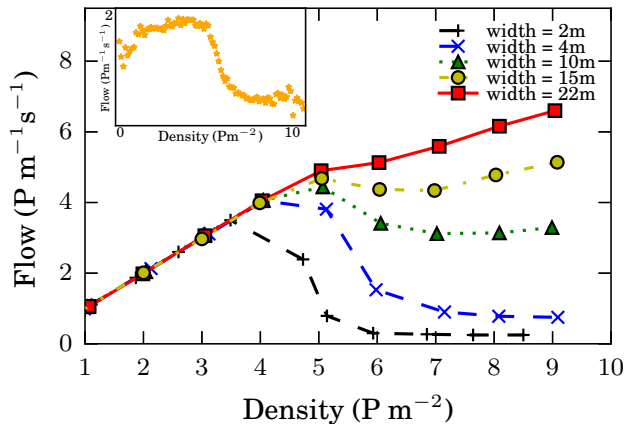 Flow (P m⁻¹s⁻¹)
8
6
4
2
0
1 2 3 4 5 6 7 8 9 10
Density (P m⁻²)
Flow (Pm⁻¹s⁻¹)
2
0 10
Density (Pm⁻²)
width = 2m
width = 4m
width = 10m
width = 15m
width = 22m